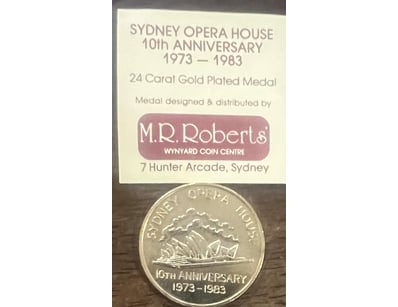 SYDNEY OPERA HOUSE
10th ANNIVERSARY
1973 — 1983
24 Carat Gold Plated Medal
Medal designed & distributed by
M.R. Roberts'
WYNYARD COIN CENTRE
7 Hunter Arcade, Sydney
SYDNEY OPERA HOUSE
10TH ANNIVERSARY
1973-1983